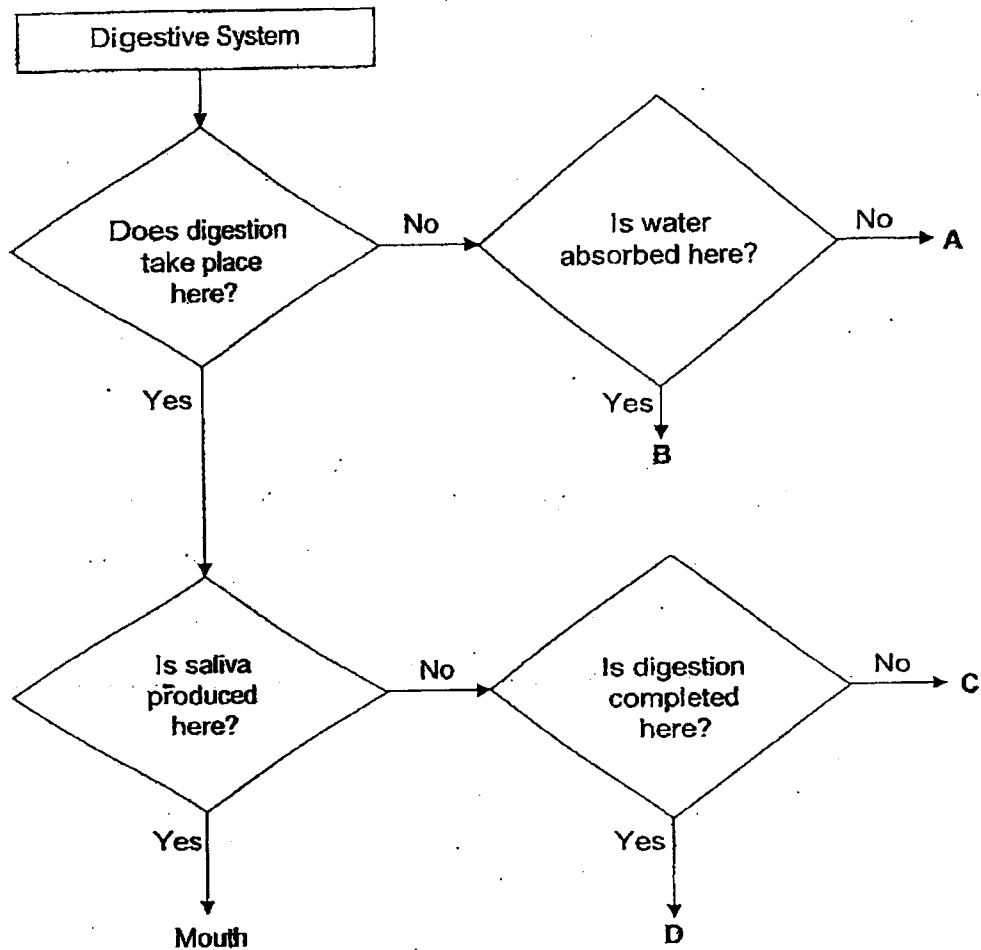 Digestive System
Does digestion
take place
here?
No
Is water
absorbed here?
No
A
Yes
Yes
B
Is saliva
produced
here?
No
Is digestion
completed
here?
No
C
Yes
Mouth
Yes
D